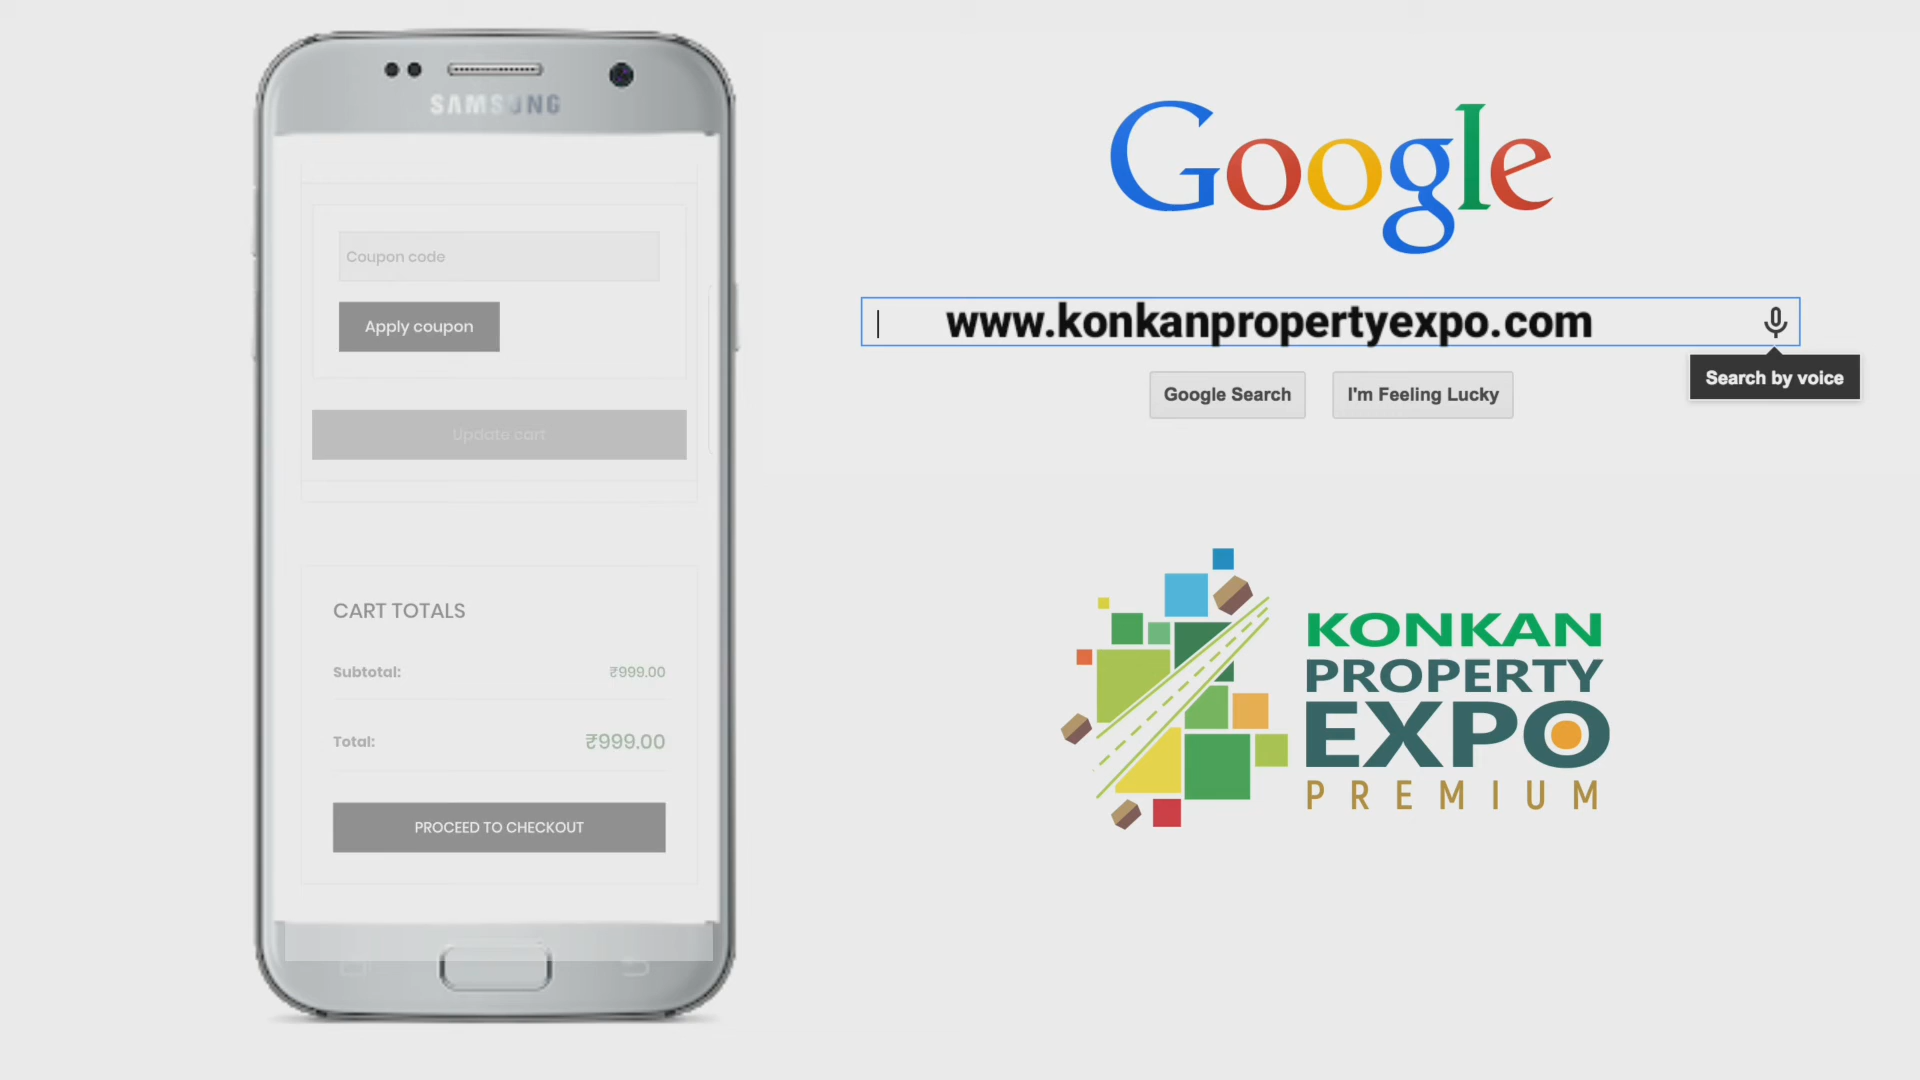 SAMSUNG
Coupon code
Apply coupon
Update cart
CART TOTALS
Subtotal: ₹999.00
Total: ₹999.00
PROCEED TO CHECKOUT
Google
www.konkanpropertyexpo.com
Search by voice
Google Search I'm Feeling Lucky
KONKAN
PROPERTY
EXPO
PREMIUM